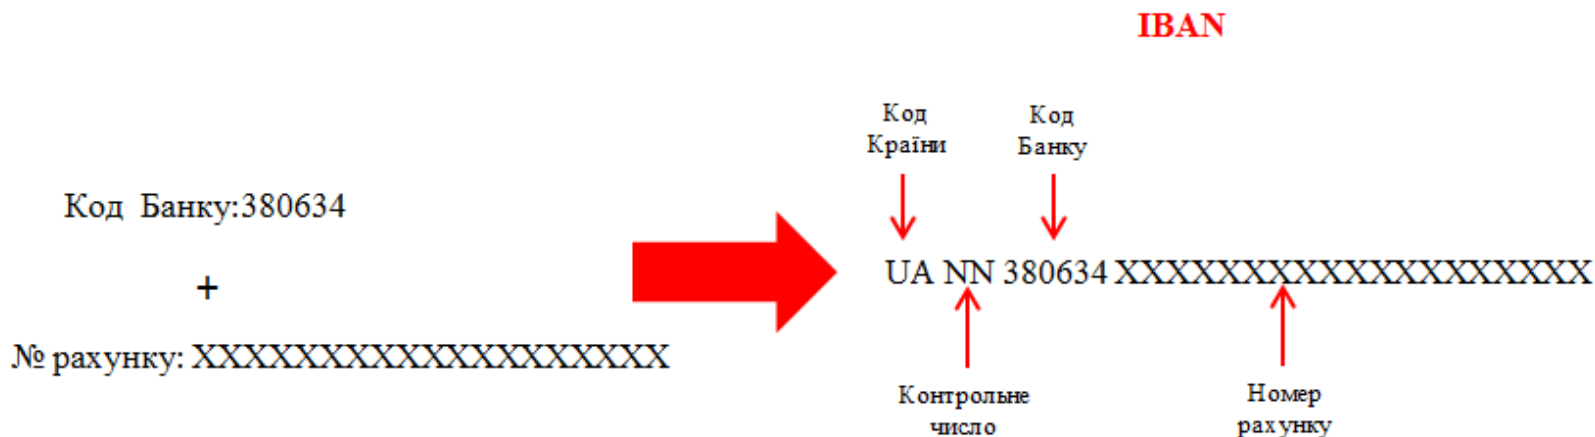 IBAN
Код
Країни
Код
Банку
Код Банку:380634
+
№ рахунку: XXXXXXXXXXXXXXXXXXX
UA NN 380634 XXXXXXXXXXXXXXXXXXX
Контрольне
число
Номер
рахунку